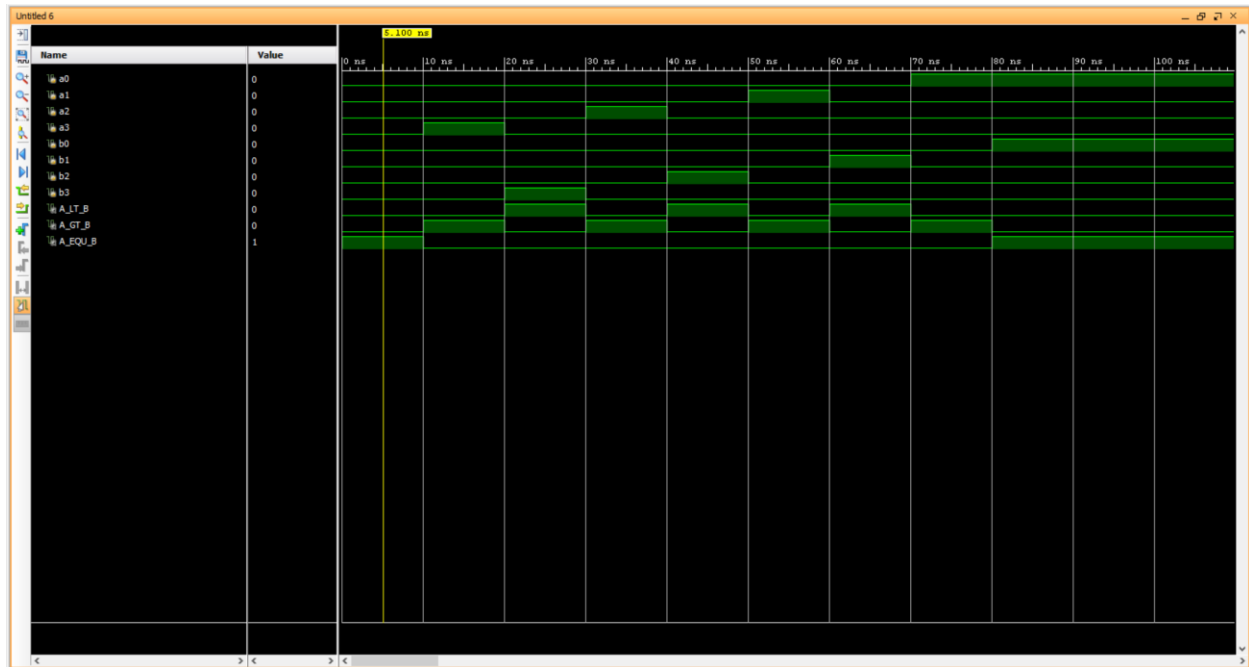 Untitled 6
5.100 ns
Name Value
0 ns 10 ns 20 ns 30 ns 40 ns 50 ns 60 ns 70 ns 80 ns 90 ns 100 ns
a0 0
a1 0
a2 0
a3 0
b0 0
b1 0
b2 0
b3 0
A_LT_B 0
A_GT_B 0
A_EQU_B 1